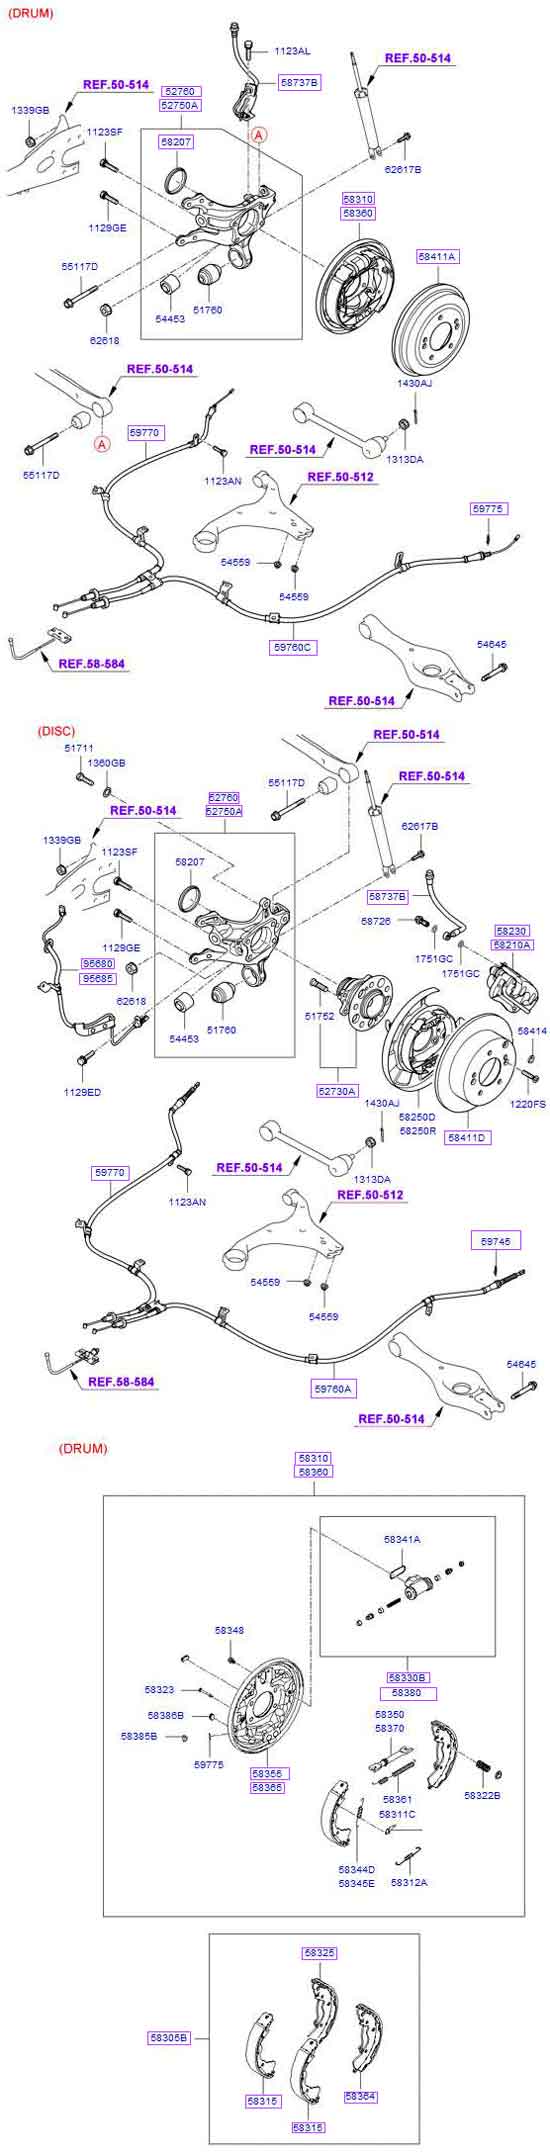 (DRUM)
1123AL
REF.50-514
REF.50-514
52760
52750A
58737B
1339GB
1123SF
58207
A
62617B
1129GE
58310
58360
58411A
55117D
54453
51760
62618
REF.50-514
1430AJ
59770
A
REF.50-514
1313DA
55117D
1123AN
REF.50-512
59775
54559
54559
59760C
54645
REF.58-584
REF.50-514
(DISC)
REF.50-514
51711
1360GB
REF.50-514
55117D
52760
52750A
REF.50-514
1339GB
1123SF
62617B
58207
58737B
58726
58230
58210A
1129GE
1751GC
1751GC
95680
95685
62618
54453
51760
51752
58414
1129ED
52730A
1430AJ
58250D
58250R
58411D
1220FS
59770
1123AN
REF.50-514
1313DA
REF.50-512
59745
54559
54559
REF.58-584
59760A
54645
REF.50-514
(DRUM)
58310
58360
58341A
58348
58323
58386B
58385B
59775
58355
58366
58330B
58380
58350
58370
58361
58311C
58322B
58344D
58345E
58312A
58325
58305B
58315
58364
58315